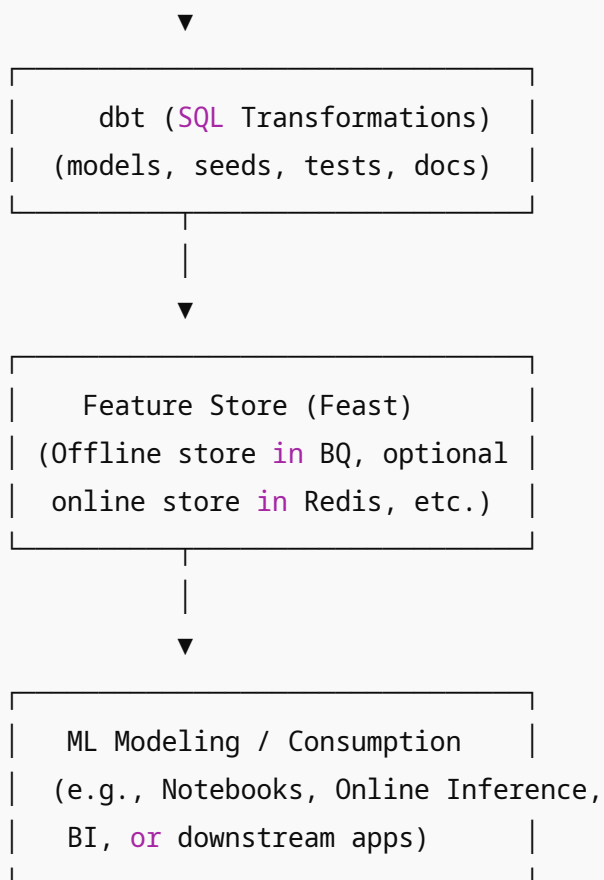 dbt (SQL Transformations)
(models, seeds, tests, docs)
Feature Store (Feast)
(Offline store in BQ, optional
online store in Redis, etc.)
ML Modeling / Consumption
(e.g., Notebooks, Online Inference,
BI, or downstream apps)